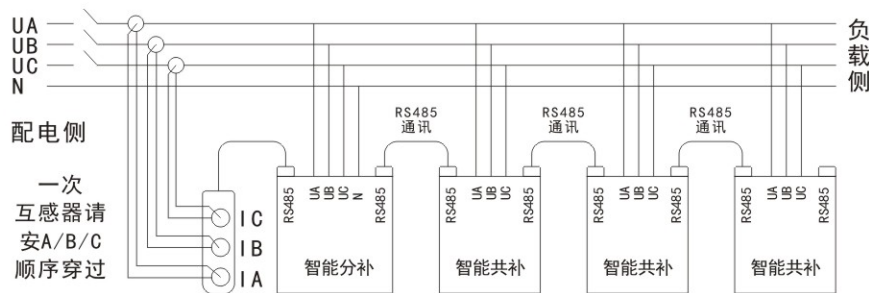 UA
UB
UC
N
负
载
侧
配电侧
一次
互感器请
安A/B/C
顺序穿过
IC
IB
IA
RS485
通讯
RS485
通讯
RS485
通讯
RS485
UA
UB
UC
N
RS485
智能分补
RS485
UA
UB
UC
RS485
智能共补
RS485
UA
UB
UC
RS485
智能共补
RS485
UA
UB
UC
RS485
智能共补